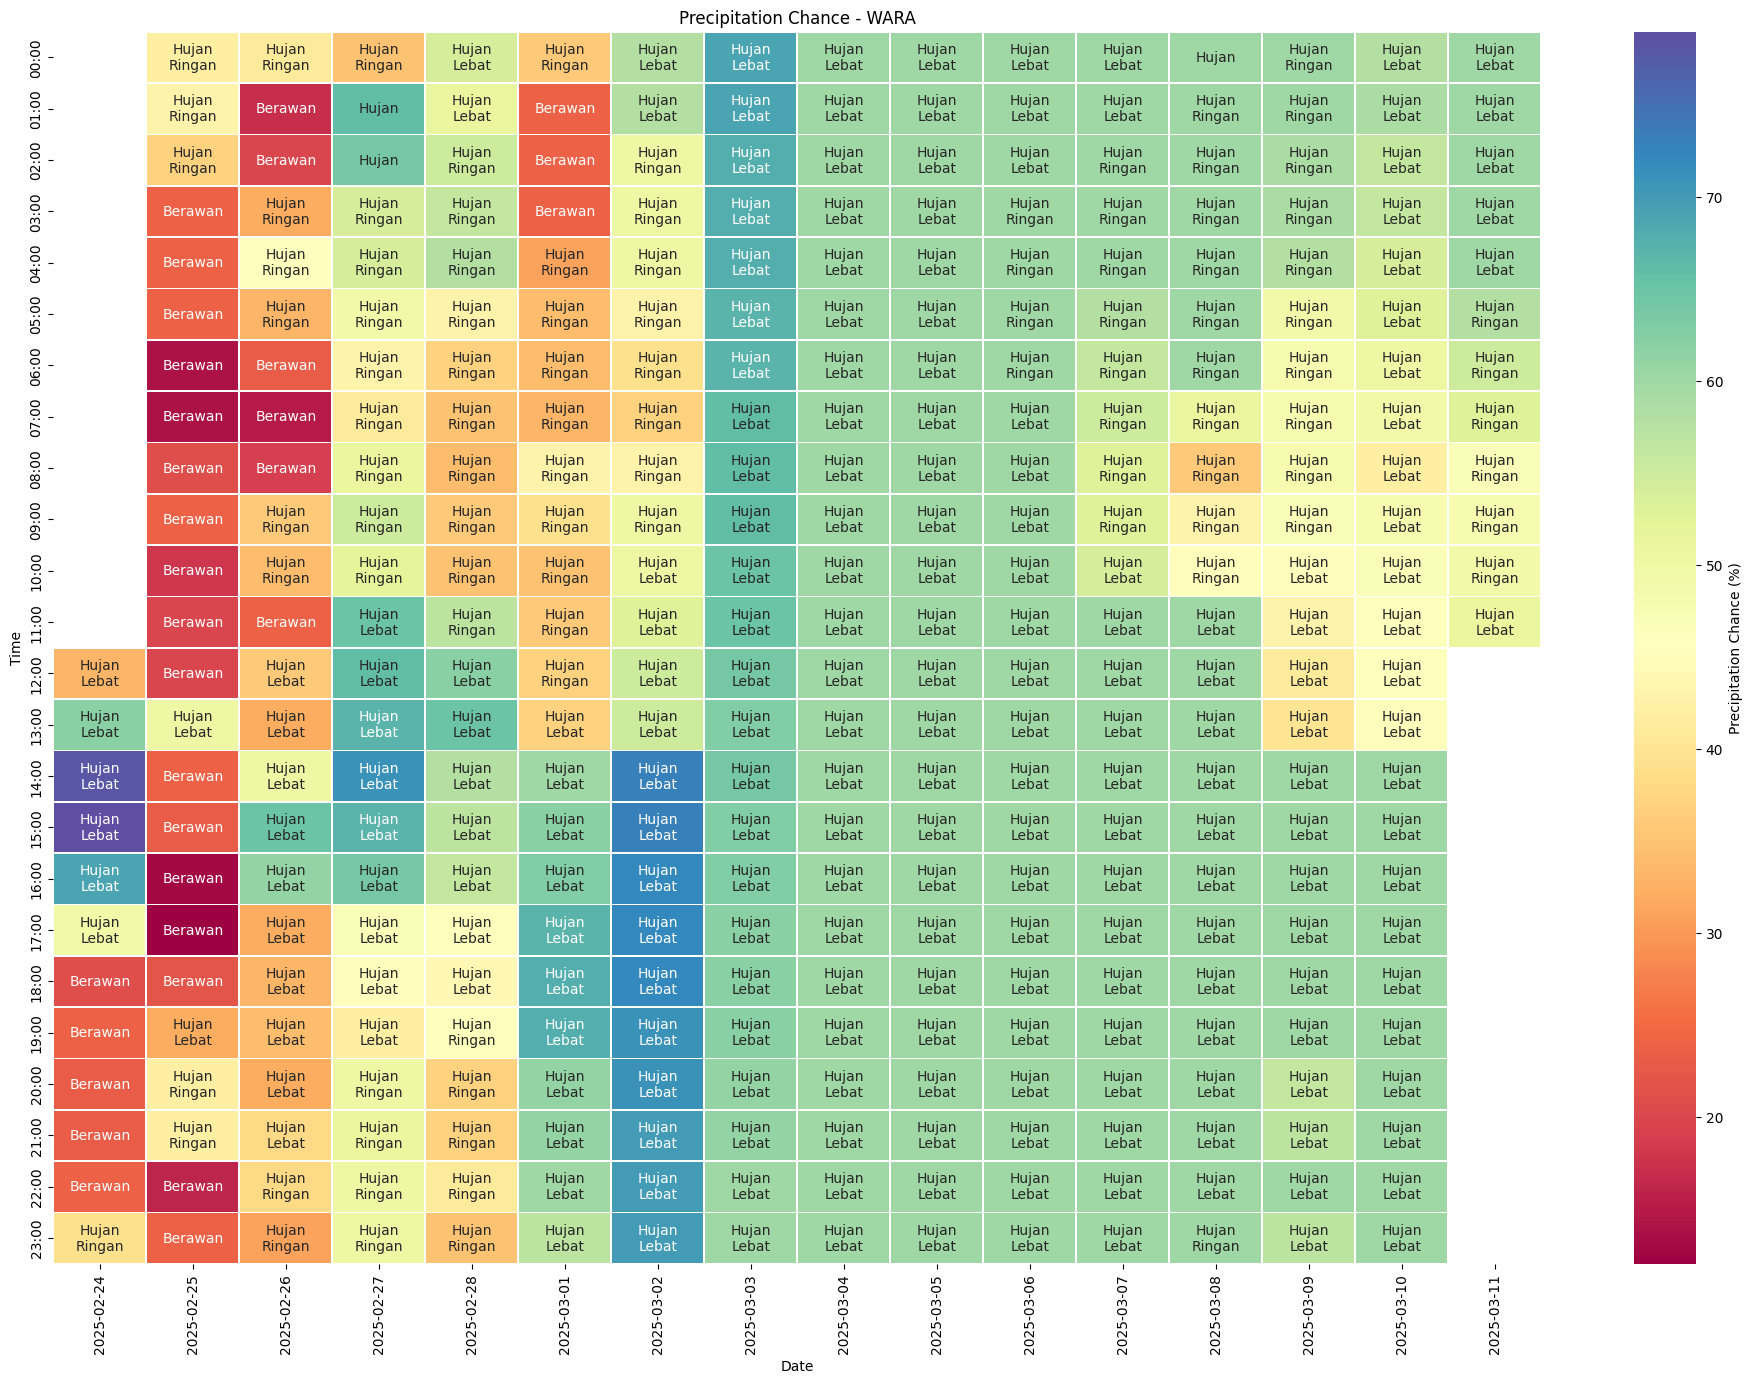 Precipitation Chance - WARA
00:00 Hujan Ringan Hujan Ringan Hujan Ringan Hujan Lebat Hujan Ringan Hujan Lebat Hujan Lebat Hujan Lebat Hujan Lebat Hujan Lebat Hujan Lebat Hujan Hujan Ringan Hujan Lebat Hujan Lebat
01:00 Hujan Ringan Berawan Hujan Hujan Lebat Berawan Hujan Lebat Hujan Lebat Hujan Lebat Hujan Lebat Hujan Lebat Hujan Lebat Hujan Ringan Hujan Ringan Hujan Lebat Hujan Lebat
02:00 Hujan Ringan Berawan Hujan Hujan Ringan Berawan Hujan Ringan Hujan Lebat Hujan Lebat Hujan Lebat Hujan Lebat Hujan Ringan Hujan Ringan Hujan Ringan Hujan Lebat Hujan Lebat
03:00 Berawan Hujan Ringan Hujan Ringan Hujan Ringan Berawan Hujan Ringan Hujan Lebat Hujan Lebat Hujan Lebat Hujan Ringan Hujan Ringan Hujan Ringan Hujan Ringan Hujan Lebat Hujan Lebat
04:00 Berawan Hujan Ringan Hujan Ringan Hujan Ringan Hujan Ringan Hujan Ringan Hujan Lebat Hujan Lebat Hujan Lebat Hujan Ringan Hujan Ringan Hujan Ringan Hujan Ringan Hujan Lebat Hujan Lebat
05:00 Berawan Hujan Ringan Hujan Ringan Hujan Ringan Hujan Ringan Hujan Ringan Hujan Lebat Hujan Lebat Hujan Lebat Hujan Ringan Hujan Ringan Hujan Ringan Hujan Ringan Hujan Lebat Hujan Ringan
06:00 Berawan Berawan Hujan Ringan Hujan Ringan Hujan Ringan Hujan Ringan Hujan Lebat Hujan Lebat Hujan Lebat Hujan Ringan Hujan Ringan Hujan Ringan Hujan Ringan Hujan Lebat Hujan Ringan
07:00 Berawan Berawan Hujan Ringan Hujan Ringan Hujan Ringan Hujan Ringan Hujan Lebat Hujan Lebat Hujan Lebat Hujan Lebat Hujan Ringan Hujan Ringan Hujan Ringan Hujan Lebat Hujan Ringan
08:00 Berawan Berawan Hujan Ringan Hujan Ringan Hujan Ringan Hujan Ringan Hujan Lebat Hujan Lebat Hujan Lebat Hujan Lebat Hujan Ringan Hujan Ringan Hujan Ringan Hujan Lebat Hujan Ringan
09:00 Berawan Hujan Ringan Hujan Ringan Hujan Ringan Hujan Ringan Hujan Ringan Hujan Lebat Hujan Lebat Hujan Lebat Hujan Lebat Hujan Ringan Hujan Ringan Hujan Ringan Hujan Lebat Hujan Ringan
10:00 Berawan Hujan Ringan Hujan Ringan Hujan Ringan Hujan Ringan Hujan Lebat Hujan Lebat Hujan Lebat Hujan Lebat Hujan Lebat Hujan Lebat Hujan Ringan Hujan Lebat Hujan Lebat Hujan Ringan
11:00 Berawan Berawan Hujan Lebat Hujan Ringan Hujan Ringan Hujan Lebat Hujan Lebat Hujan Lebat Hujan Lebat Hujan Lebat Hujan Lebat Hujan Lebat Hujan Lebat Hujan Lebat Hujan Lebat
12:00 Hujan Lebat Berawan Hujan Lebat Hujan Lebat Hujan Lebat Hujan Ringan Hujan Lebat Hujan Lebat Hujan Lebat Hujan Lebat Hujan Lebat Hujan Lebat Hujan Lebat Hujan Lebat Hujan Lebat
13:00 Hujan Lebat Hujan Lebat Hujan Lebat Hujan Lebat Hujan Lebat Hujan Lebat Hujan Lebat Hujan Lebat Hujan Lebat Hujan Lebat Hujan Lebat Hujan Lebat Hujan Lebat Hujan Lebat Hujan Lebat
14:00 Hujan Lebat Berawan Hujan Lebat Hujan Lebat Hujan Lebat Hujan Lebat Hujan Lebat Hujan Lebat Hujan Lebat Hujan Lebat Hujan Lebat Hujan Lebat Hujan Lebat Hujan Lebat Hujan Lebat
15:00 Hujan Lebat Berawan Hujan Lebat Hujan Lebat Hujan Lebat Hujan Lebat Hujan Lebat Hujan Lebat Hujan Lebat Hujan Lebat Hujan Lebat Hujan Lebat Hujan Lebat Hujan Lebat Hujan Lebat
16:00 Hujan Lebat Berawan Hujan Lebat Hujan Lebat Hujan Lebat Hujan Lebat Hujan Lebat Hujan Lebat Hujan Lebat Hujan Lebat Hujan Lebat Hujan Lebat Hujan Lebat Hujan Lebat Hujan Lebat
17:00 Hujan Lebat Berawan Hujan Lebat Hujan Lebat Hujan Lebat Hujan Lebat Hujan Lebat Hujan Lebat Hujan Lebat Hujan Lebat Hujan Lebat Hujan Lebat Hujan Lebat Hujan Lebat Hujan Lebat
18:00 Berawan Berawan Hujan Lebat Hujan Lebat Hujan Lebat Hujan Lebat Hujan Lebat Hujan Lebat Hujan Lebat Hujan Lebat Hujan Lebat Hujan Lebat Hujan Lebat Hujan Lebat Hujan Lebat
19:00 Berawan Hujan Lebat Hujan Lebat Hujan Lebat Hujan Ringan Hujan Lebat Hujan Lebat Hujan Lebat Hujan Lebat Hujan Lebat Hujan Lebat Hujan Lebat Hujan Lebat Hujan Lebat Hujan Lebat
20:00 Berawan Hujan Ringan Hujan Lebat Hujan Ringan Hujan Ringan Hujan Lebat Hujan Lebat Hujan Lebat Hujan Lebat Hujan Lebat Hujan Lebat Hujan Lebat Hujan Lebat Hujan Lebat Hujan Lebat
21:00 Berawan Hujan Ringan Hujan Lebat Hujan Ringan Hujan Ringan Hujan Lebat Hujan Lebat Hujan Lebat Hujan Lebat Hujan Lebat Hujan Lebat Hujan Lebat Hujan Lebat Hujan Lebat Hujan Lebat
22:00 Berawan Berawan Hujan Ringan Hujan Ringan Hujan Ringan Hujan Lebat Hujan Lebat Hujan Lebat Hujan Lebat Hujan Lebat Hujan Lebat Hujan Lebat Hujan Lebat Hujan Lebat Hujan Lebat
23:00 Hujan Ringan Berawan Hujan Ringan Hujan Ringan Hujan Ringan Hujan Lebat Hujan Lebat Hujan Lebat Hujan Lebat Hujan Lebat Hujan Lebat Hujan Lebat Hujan Ringan Hujan Lebat Hujan Lebat
Time
2025-02-24 2025-02-25 2025-02-26 2025-02-27 2025-02-28 2025-03-01 2025-03-02 2025-03-03 2025-03-04 2025-03-05 2025-03-06 2025-03-07 2025-03-08 2025-03-09 2025-03-10 2025-03-11
Date
70
60
50
40
30
20
Precipitation Chance (%)